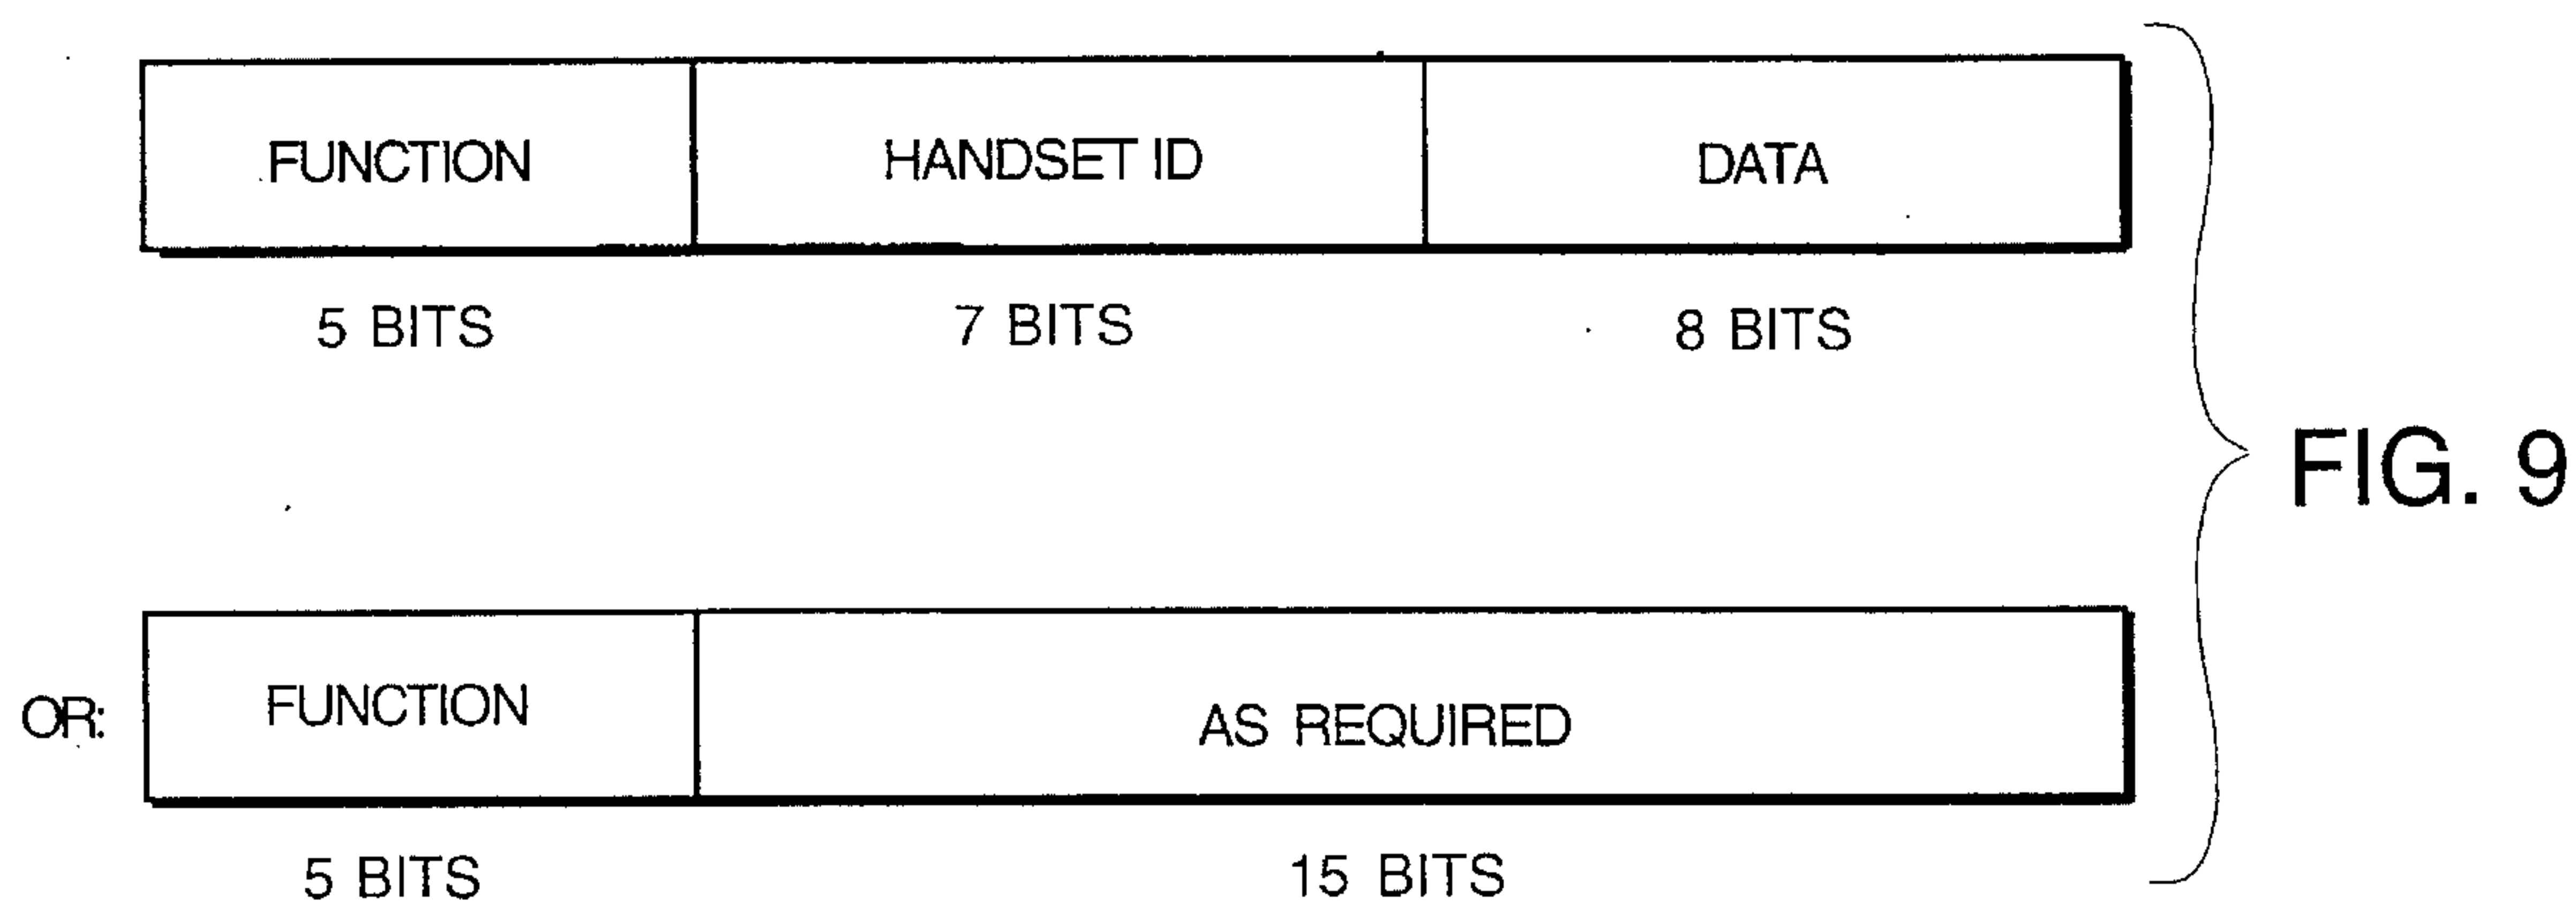 FUNCTION HANDSET ID DATA
5 BITS 7 BITS 8 BITS
FIG. 9
OR: FUNCTION AS REQUIRED
5 BITS 15 BITS